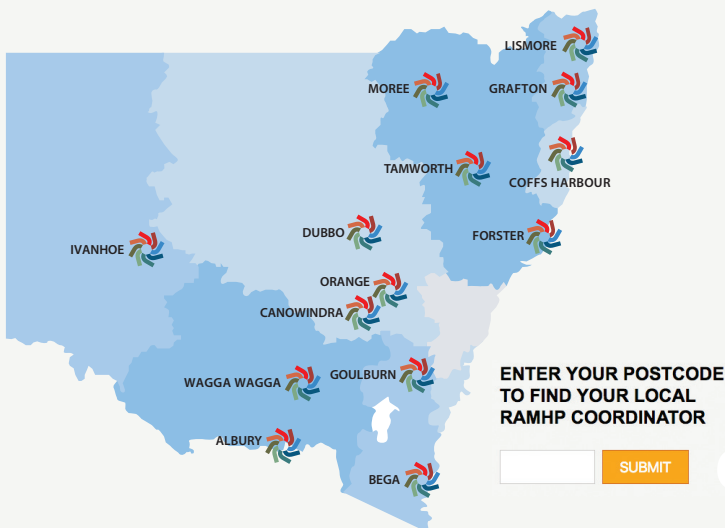 LISMORE
MOREE
GRAFTON
TAMWORTH
COFFS HARBOUR
DUBBO
FORSTER
IVANHOE
ORANGE
CANOWINDRA
WAGGA WAGGA
GOULBURN
ALBURY
BEGA
ENTER YOUR POSTCODE
TO FIND YOUR LOCAL
RAMHP COORDINATOR
SUBMIT